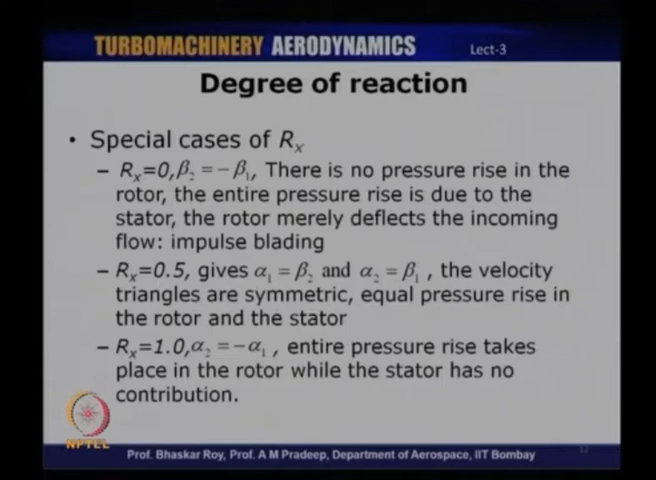 TURBOMACHINERY AERODYNAMICS Lect-3
Degree of reaction
• Special cases of Rₓ
– Rₓ=0,β₂ = -β₁, There is no pressure rise in the
rotor, the entire pressure rise is due to the
stator, the rotor merely deflects the incoming
flow: impulse blading
– Rₓ=0.5, gives α₁ = β₂ and α₂ = β₁ , the velocity
triangles are symmetric, equal pressure rise in
the rotor and the stator
– Rₓ=1.0,α₂ = -α₁ , entire pressure rise takes
place in the rotor while the stator has no
contribution.
NPTEL
Prof. Bhaskar Roy, Prof. A M Pradeep, Department of Aerospace, IIT Bombay